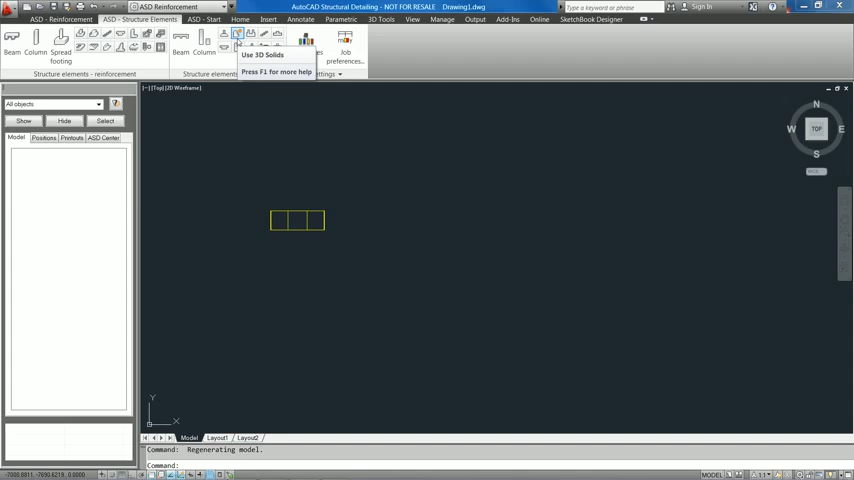 ASD Reinforcement
AutoCAD Structural Detailing - NOT FOR RESALE Drawing1.dwg
Type a keyword or phrase
Sign In
ASD - Reinforcement
ASD - Structure Elements
ASD - Start
Home
Insert
Annotate
Parametric
3D Tools
View
Manage
Output
Add-Ins
Online
SketchBook Designer
Beam
Column
Spread
footing
Beam
Column
Job
preferences...
Structure elements - reinforcement
Use 3D Solids
Press F1 for more help
All objects
Show
Hide
Select
Model
Positions
Printouts
ASD Center
[−] [Top] [2D Wireframe]
N
W
TOP
E
S
Y
X
Model
Layout1
Layout2
Command: Regenerating model.
Command:
MODEL
1:1